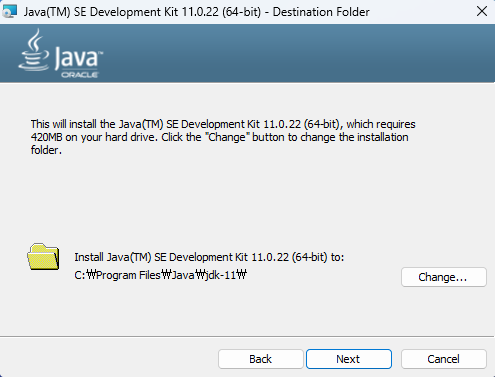 Java(TM) SE Development Kit 11.0.22 (64-bit) - Destination Folder
Java™
ORACLE
This will install the Java(TM) SE Development Kit 11.0.22 (64-bit), which requires
420MB on your hard drive. Click the "Change" button to change the installation
folder.
Install Java(TM) SE Development Kit 11.0.22 (64-bit) to:
C:₩Program Files₩Java₩jdk-11₩
Change...
Back
Next
Cancel